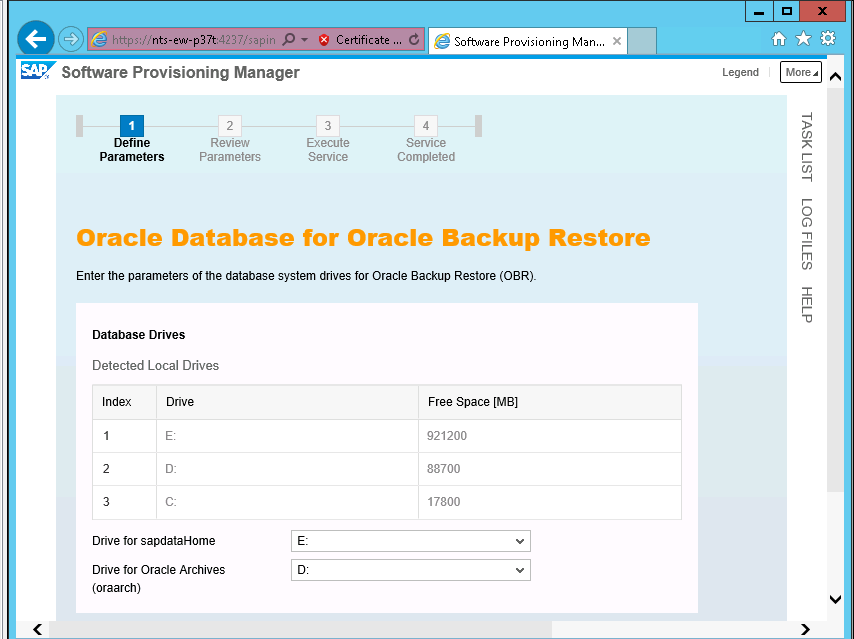 https://nts-ew-p37t:4237/sapin
Certificate ...
Software Provisioning Man...
SAP
Software Provisioning Manager
Legend
More
1
2
3
4
Define Parameters
Review Parameters
Execute Service
Service Completed
TASK LIST
LOG FILES
HELP
Oracle Database for Oracle Backup Restore
Enter the parameters of the database system drives for Oracle Backup Restore (OBR).
Database Drives
Detected Local Drives
Index Drive Free Space [MB]
1 E: 921200
2 D: 88700
3 C: 17800
Drive for sapdataHome E:
Drive for Oracle Archives D:
(oraarch)